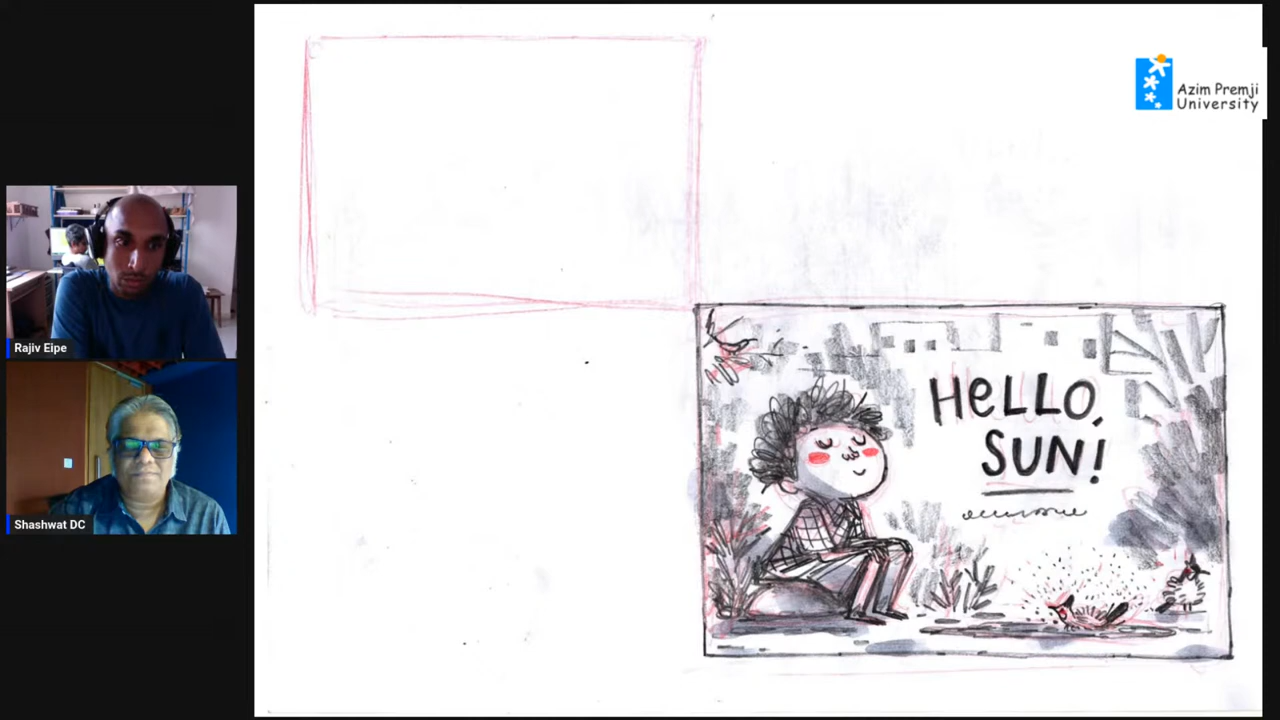 Azim Premji
University
Rajiv Eipe
HELLO,
SUN!
Shashwat DC